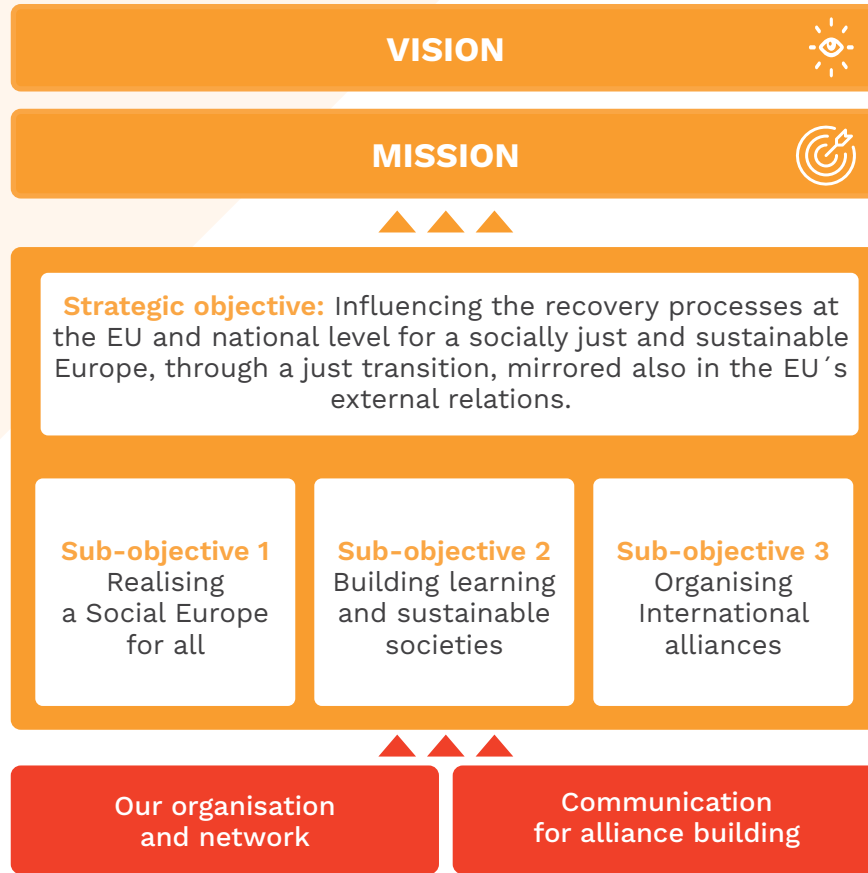 VISION
MISSION
Strategic objective: Influencing the recovery processes at
the EU and national level for a socially just and sustainable
Europe, through a just transition, mirrored also in the EU´s
external relations.
Sub-objective 1
Realising
a Social Europe
for all
Sub-objective 2
Building learning
and sustainable
societies
Sub-objective 3
Organising
International
alliances
Our organisation
and network
Communication
for alliance building